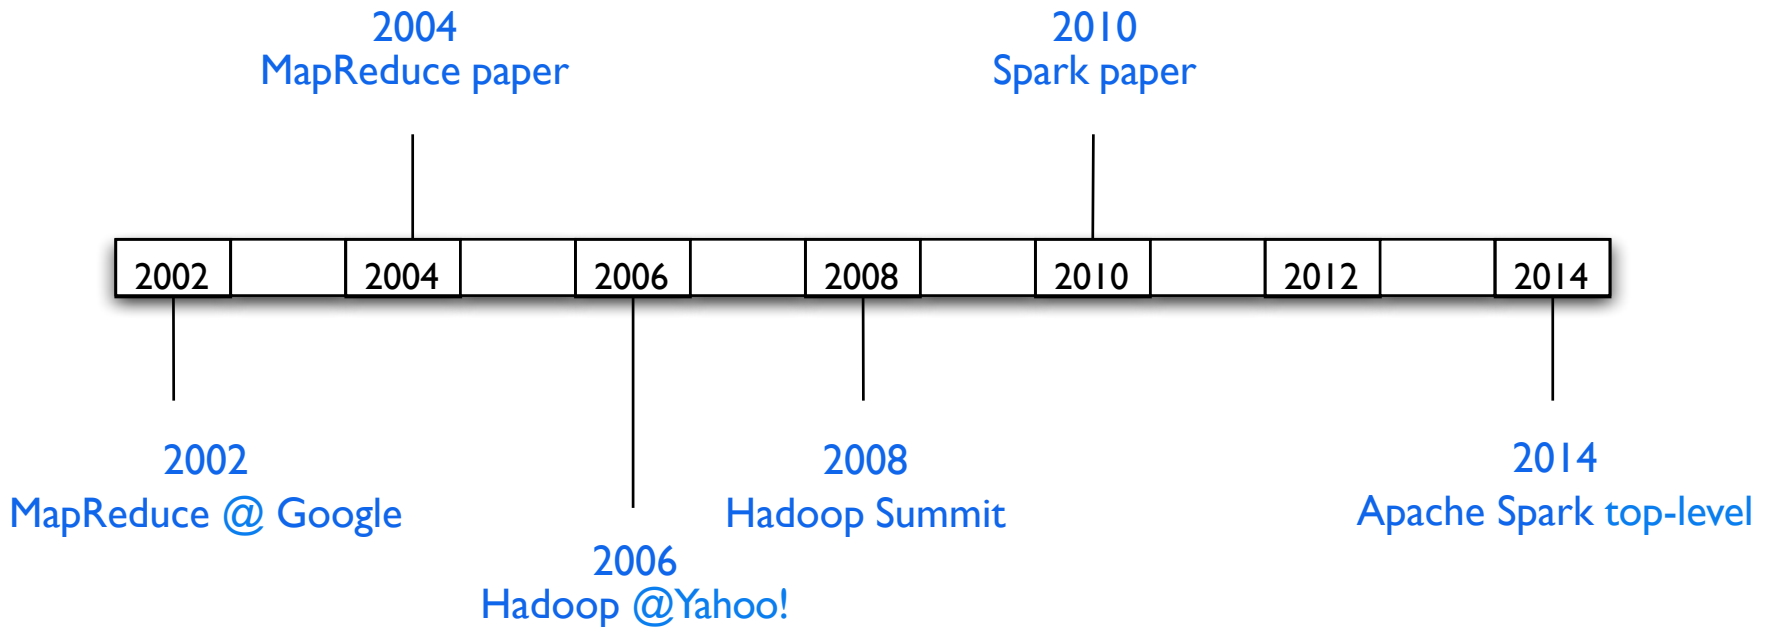 2004
MapReduce paper
2010
Spark paper
2002
2004
2006
2008
2010
2012
2014
2002
MapReduce @ Google
2006
Hadoop @Yahoo!
2008
Hadoop Summit
2014
Apache Spark top-level